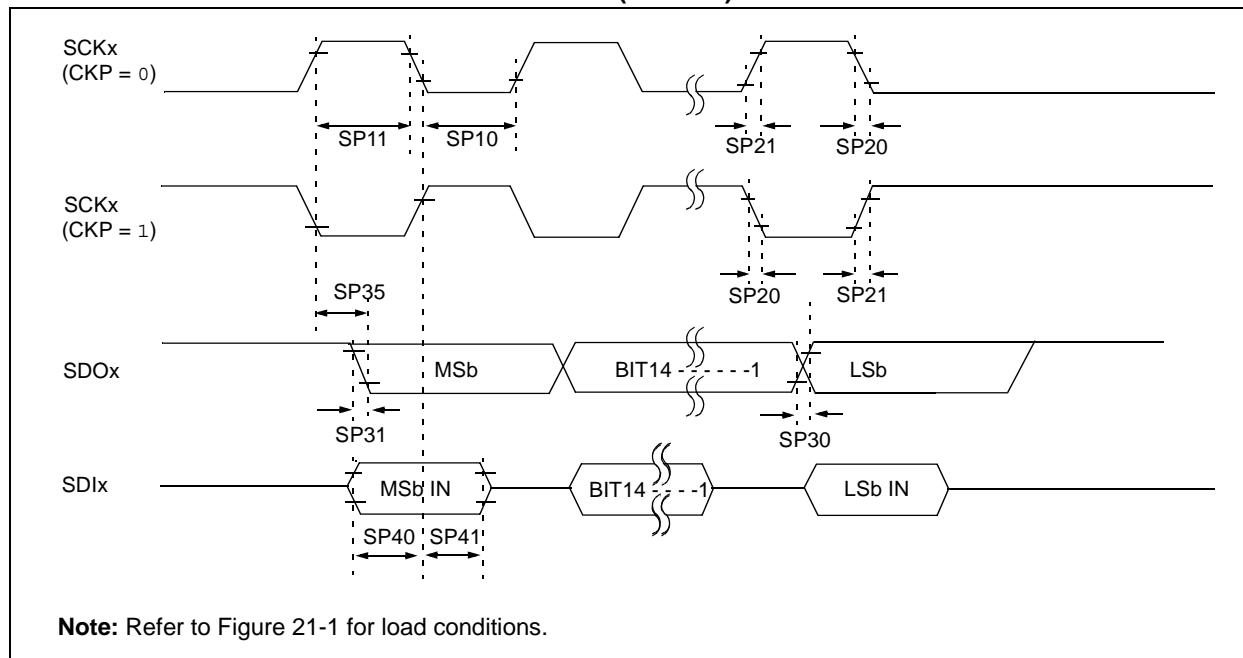 SCKx
(CKP = 0)
SP11
SP10
SP21
SP20
SCKx
(CKP = 1)
SP35
SP20
SP21
SDOx
MSb
BIT14 - - - - - -1
LSb
SP31
SP30
SDIx
MSb IN
BIT14 - - - -1
LSb IN
SP40
SP41
Note: Refer to Figure 21-1 for load conditions.